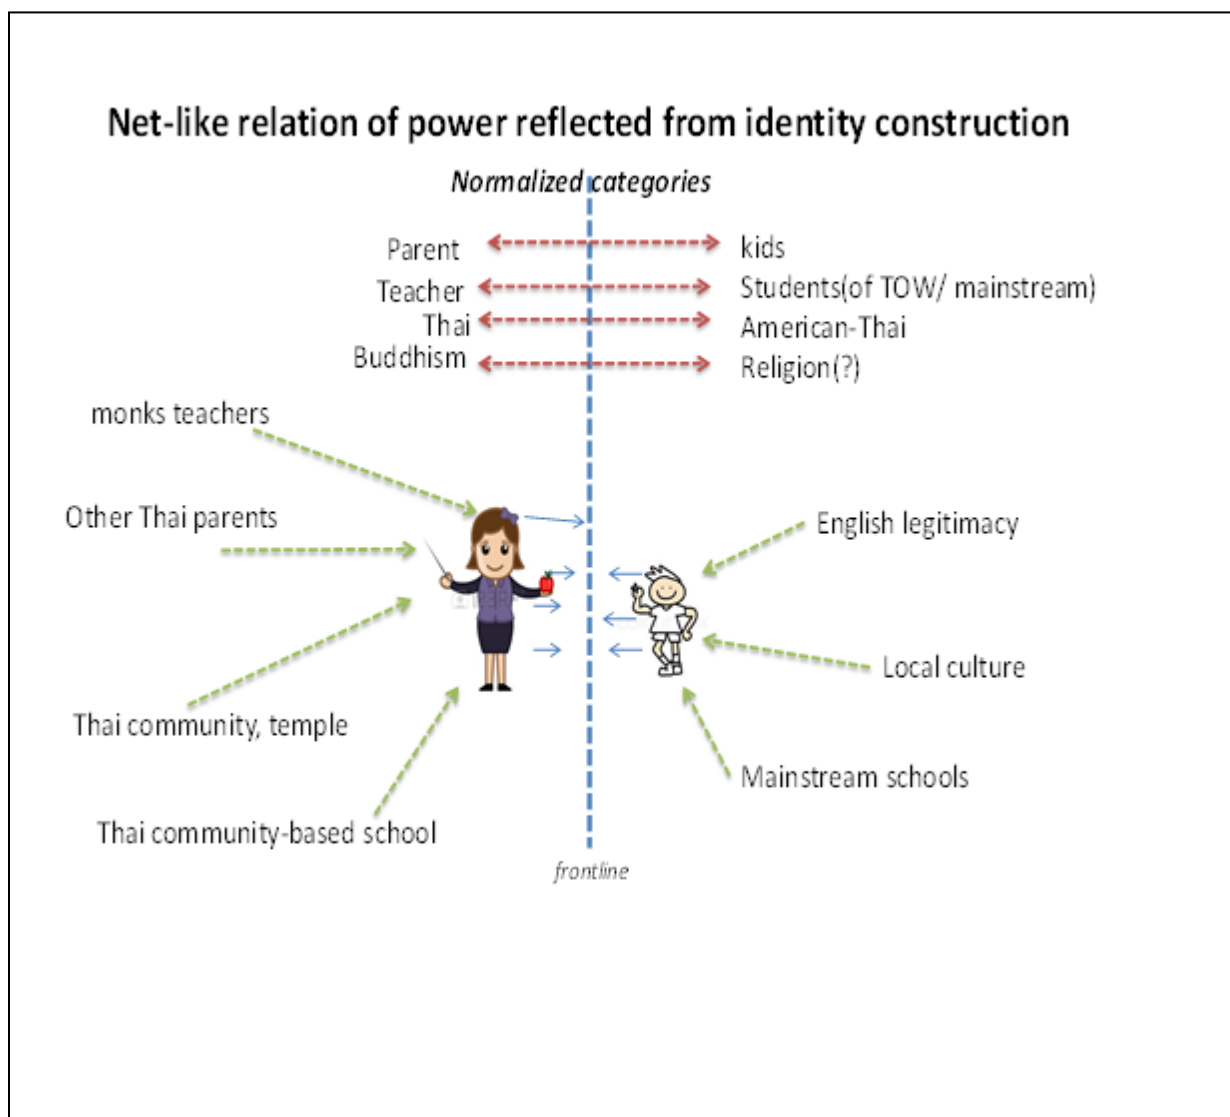 Net-like relation of power reflected from identity construction
Normalized categories
Parent
kids
Teacher
Students(of TOW/ mainstream)
Thai
American-Thai
Buddhism
Religion(?)
monks teachers
Other Thai parents
English legitimacy
Local culture
Thai community, temple
Mainstream schools
Thai community-based school
frontline